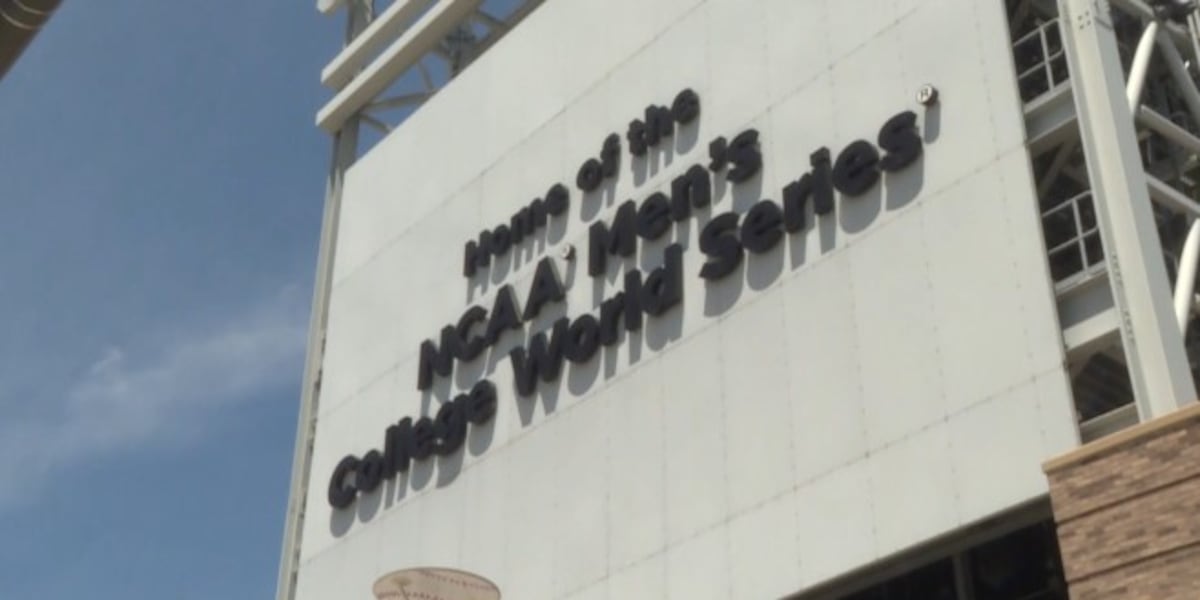 Home of the
NCAA® Men's
College World Series®